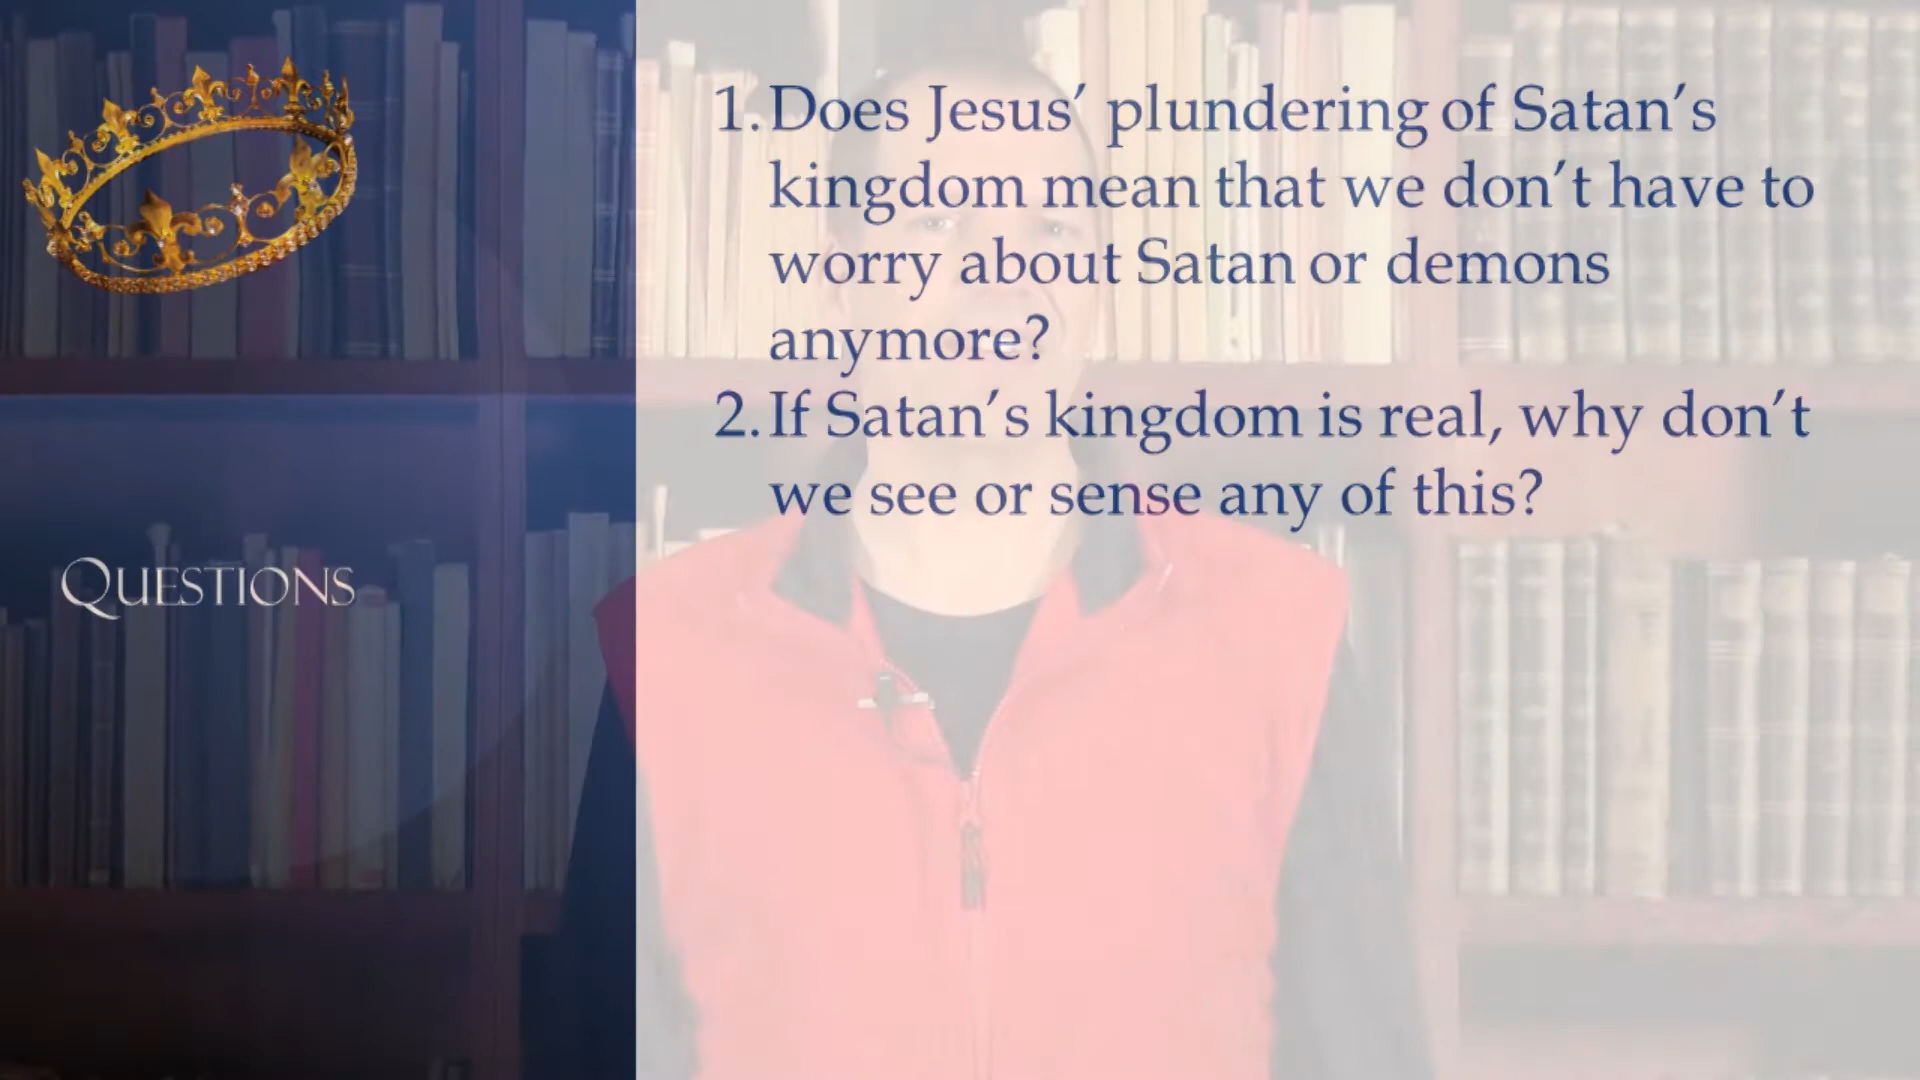 1. Does Jesus’ plundering of Satan’s
kingdom mean that we don’t have to
worry about Satan or demons
anymore?
2. If Satan’s kingdom is real, why don’t
we see or sense any of this?
QUESTIONS